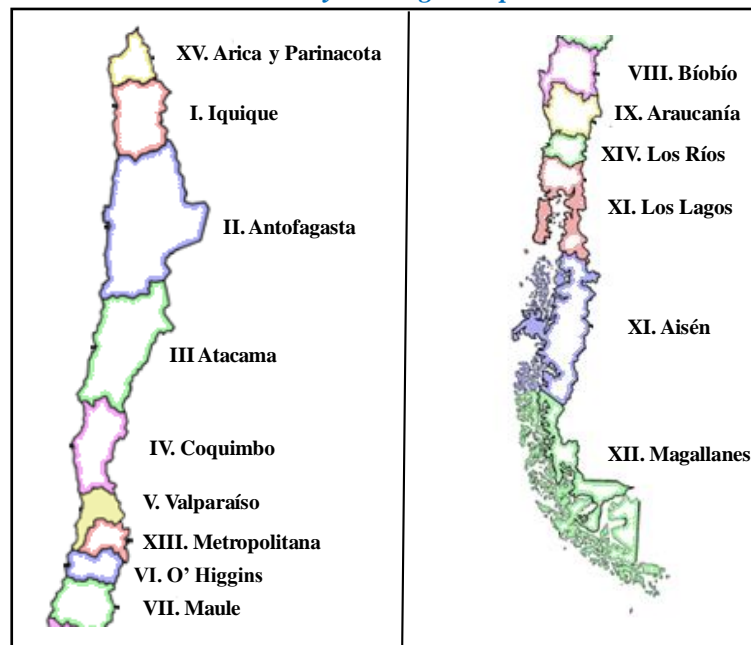 XV. Arica y Parinacota
I. Iquique
II. Antofagasta
III Atacama
IV. Coquimbo
V. Valparaíso
XIII. Metropolitana
VI. O’ Higgins
VII. Maule
VIII. Bíobío
IX. Araucanía
XIV. Los Ríos
XI. Los Lagos
XI. Aisén
XII. Magallanes